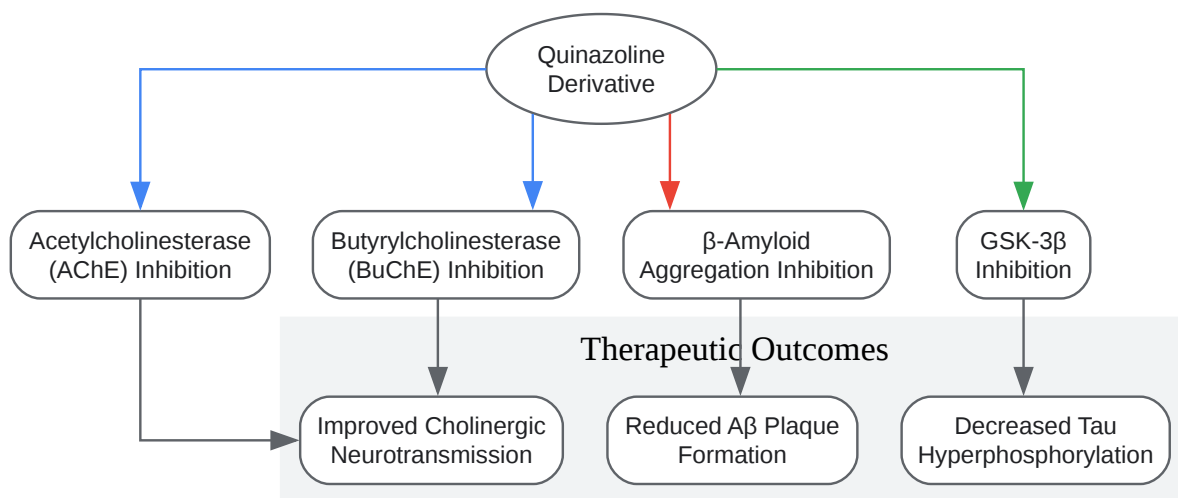 Quinazoline
Derivative
Acetylcholinesterase
(AChE) Inhibition
Butyrylcholinesterase
(BuChE) Inhibition
β-Amyloid
Aggregation Inhibition
GSK-3β
Inhibition
Therapeutic Outcomes
Improved Cholinergic
Neurotransmission
Reduced Aβ Plaque
Formation
Decreased Tau
Hyperphosphorylation